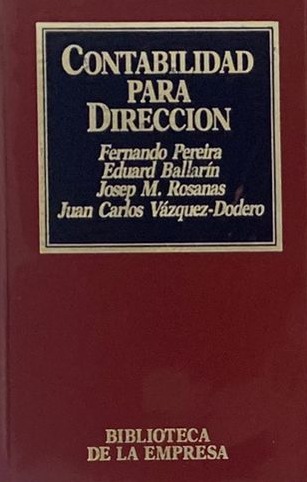 CONTABILIDAD
PARA
DIRECCION
Fernando Pereira
Eduard Ballarín
Josep M. Rosanas
Juan Carlos Vázquez-Dodero
BIBLIOTECA
DE LA EMPRESA